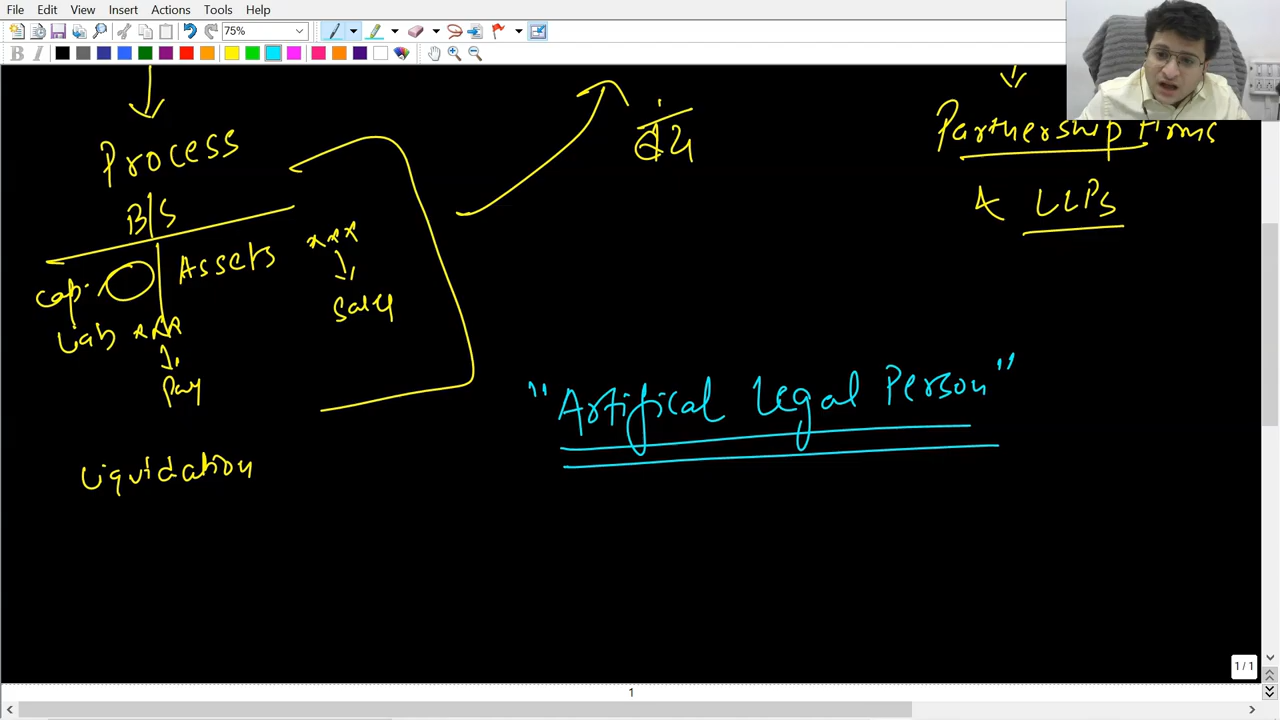 File Edit View Insert Actions Tools Help
75%
B I
Process
B/S
Cap. Assets xxx
Liab xxx
Sale
Pay
Liquidation
Partnership Firms
& LLPs
"Artifical Legal Person"
1 / 1
1